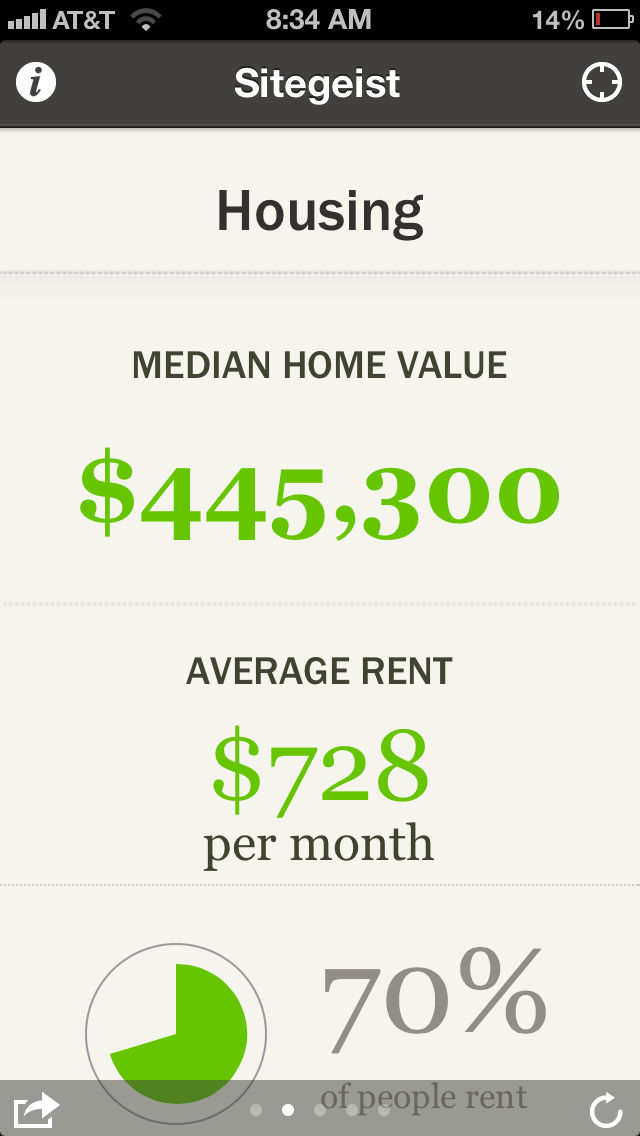 AT&T 8:34 AM 14%
i Sitegeist
Housing
MEDIAN HOME VALUE
$445,300
AVERAGE RENT
$728
per month
70%
of people rent